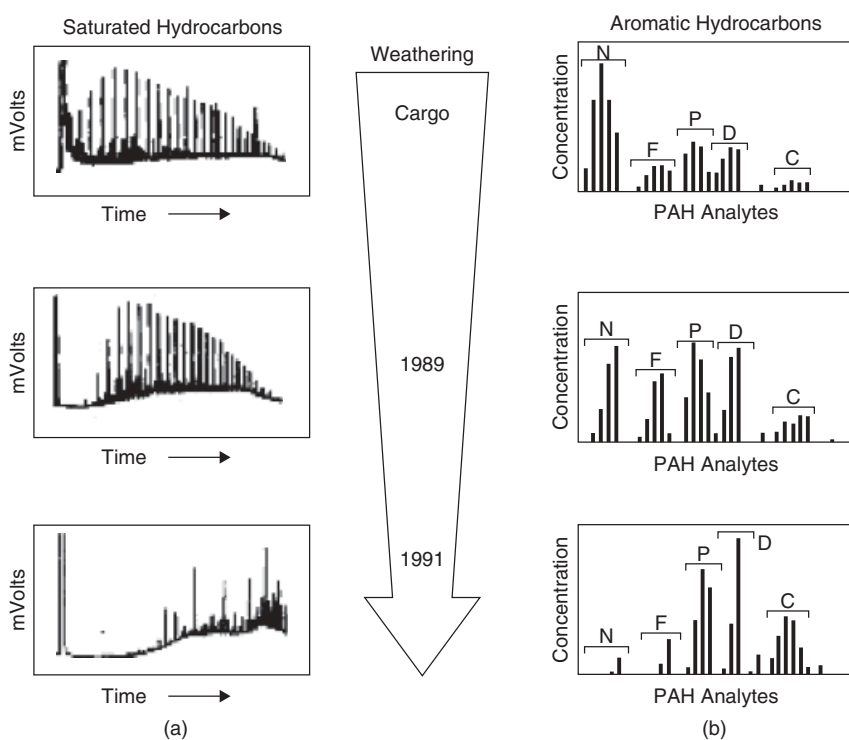 Saturated Hydrocarbons
mVolts
Time
mVolts
Time
mVolts
Time
(a)
Weathering
Cargo
1989
1991
Aromatic Hydrocarbons
Concentration
N
F
P
D
C
PAH Analytes
Concentration
N
F
P
D
C
PAH Analytes
Concentration
N
F
P
D
C
PAH Analytes
(b)